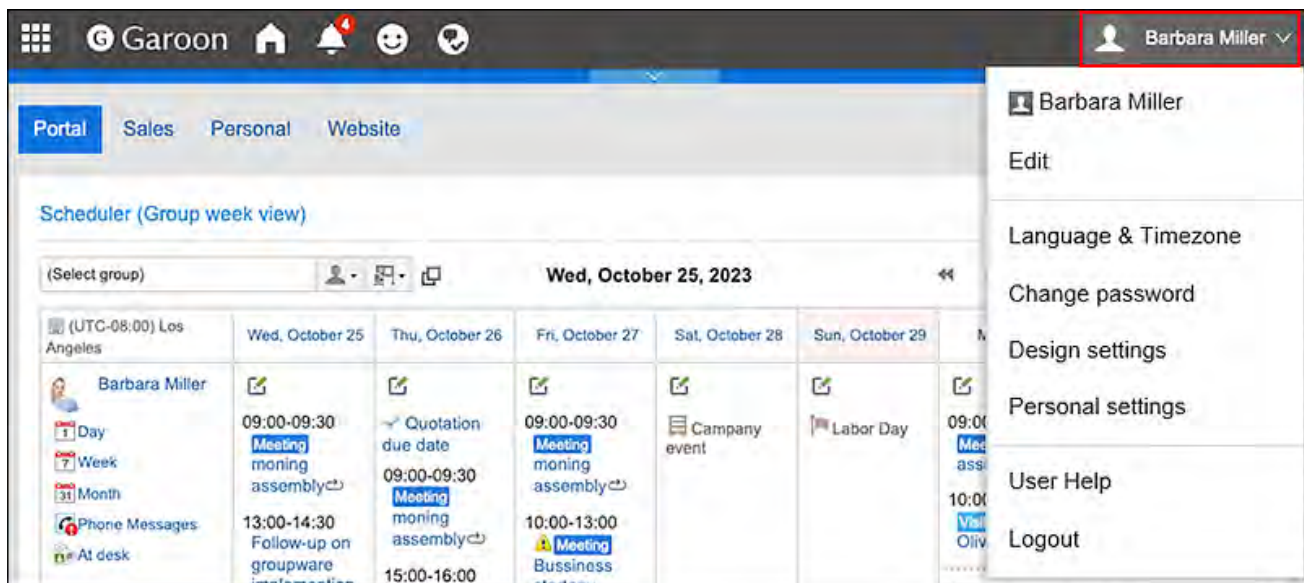 Garoon 4 Barbara Miller
Barbara Miller
Edit
Language & Timezone
Change password
Design settings
Personal settings
User Help
Logout
Portal Sales Personal Website
Scheduler (Group week view)
(Select group) Wed, October 25, 2023
(UTC-08:00) Los
Angeles
Wed, October 25 Thu, October 26 Fri, October 27 Sat, October 28 Sun, October 29
Barbara Miller
1 Day
7 Week
31 Month
Phone Messages
At desk
09:00-09:30
Meeting
moning
assembly
13:00-14:30
Follow-up on
groupware
Quotation
due date
09:00-09:30
Meeting
moning
assembly
15:00-16:00
09:00-09:30
Meeting
moning
assembly
10:00-13:00
Meeting
Bussiness
Campany
event
Labor Day